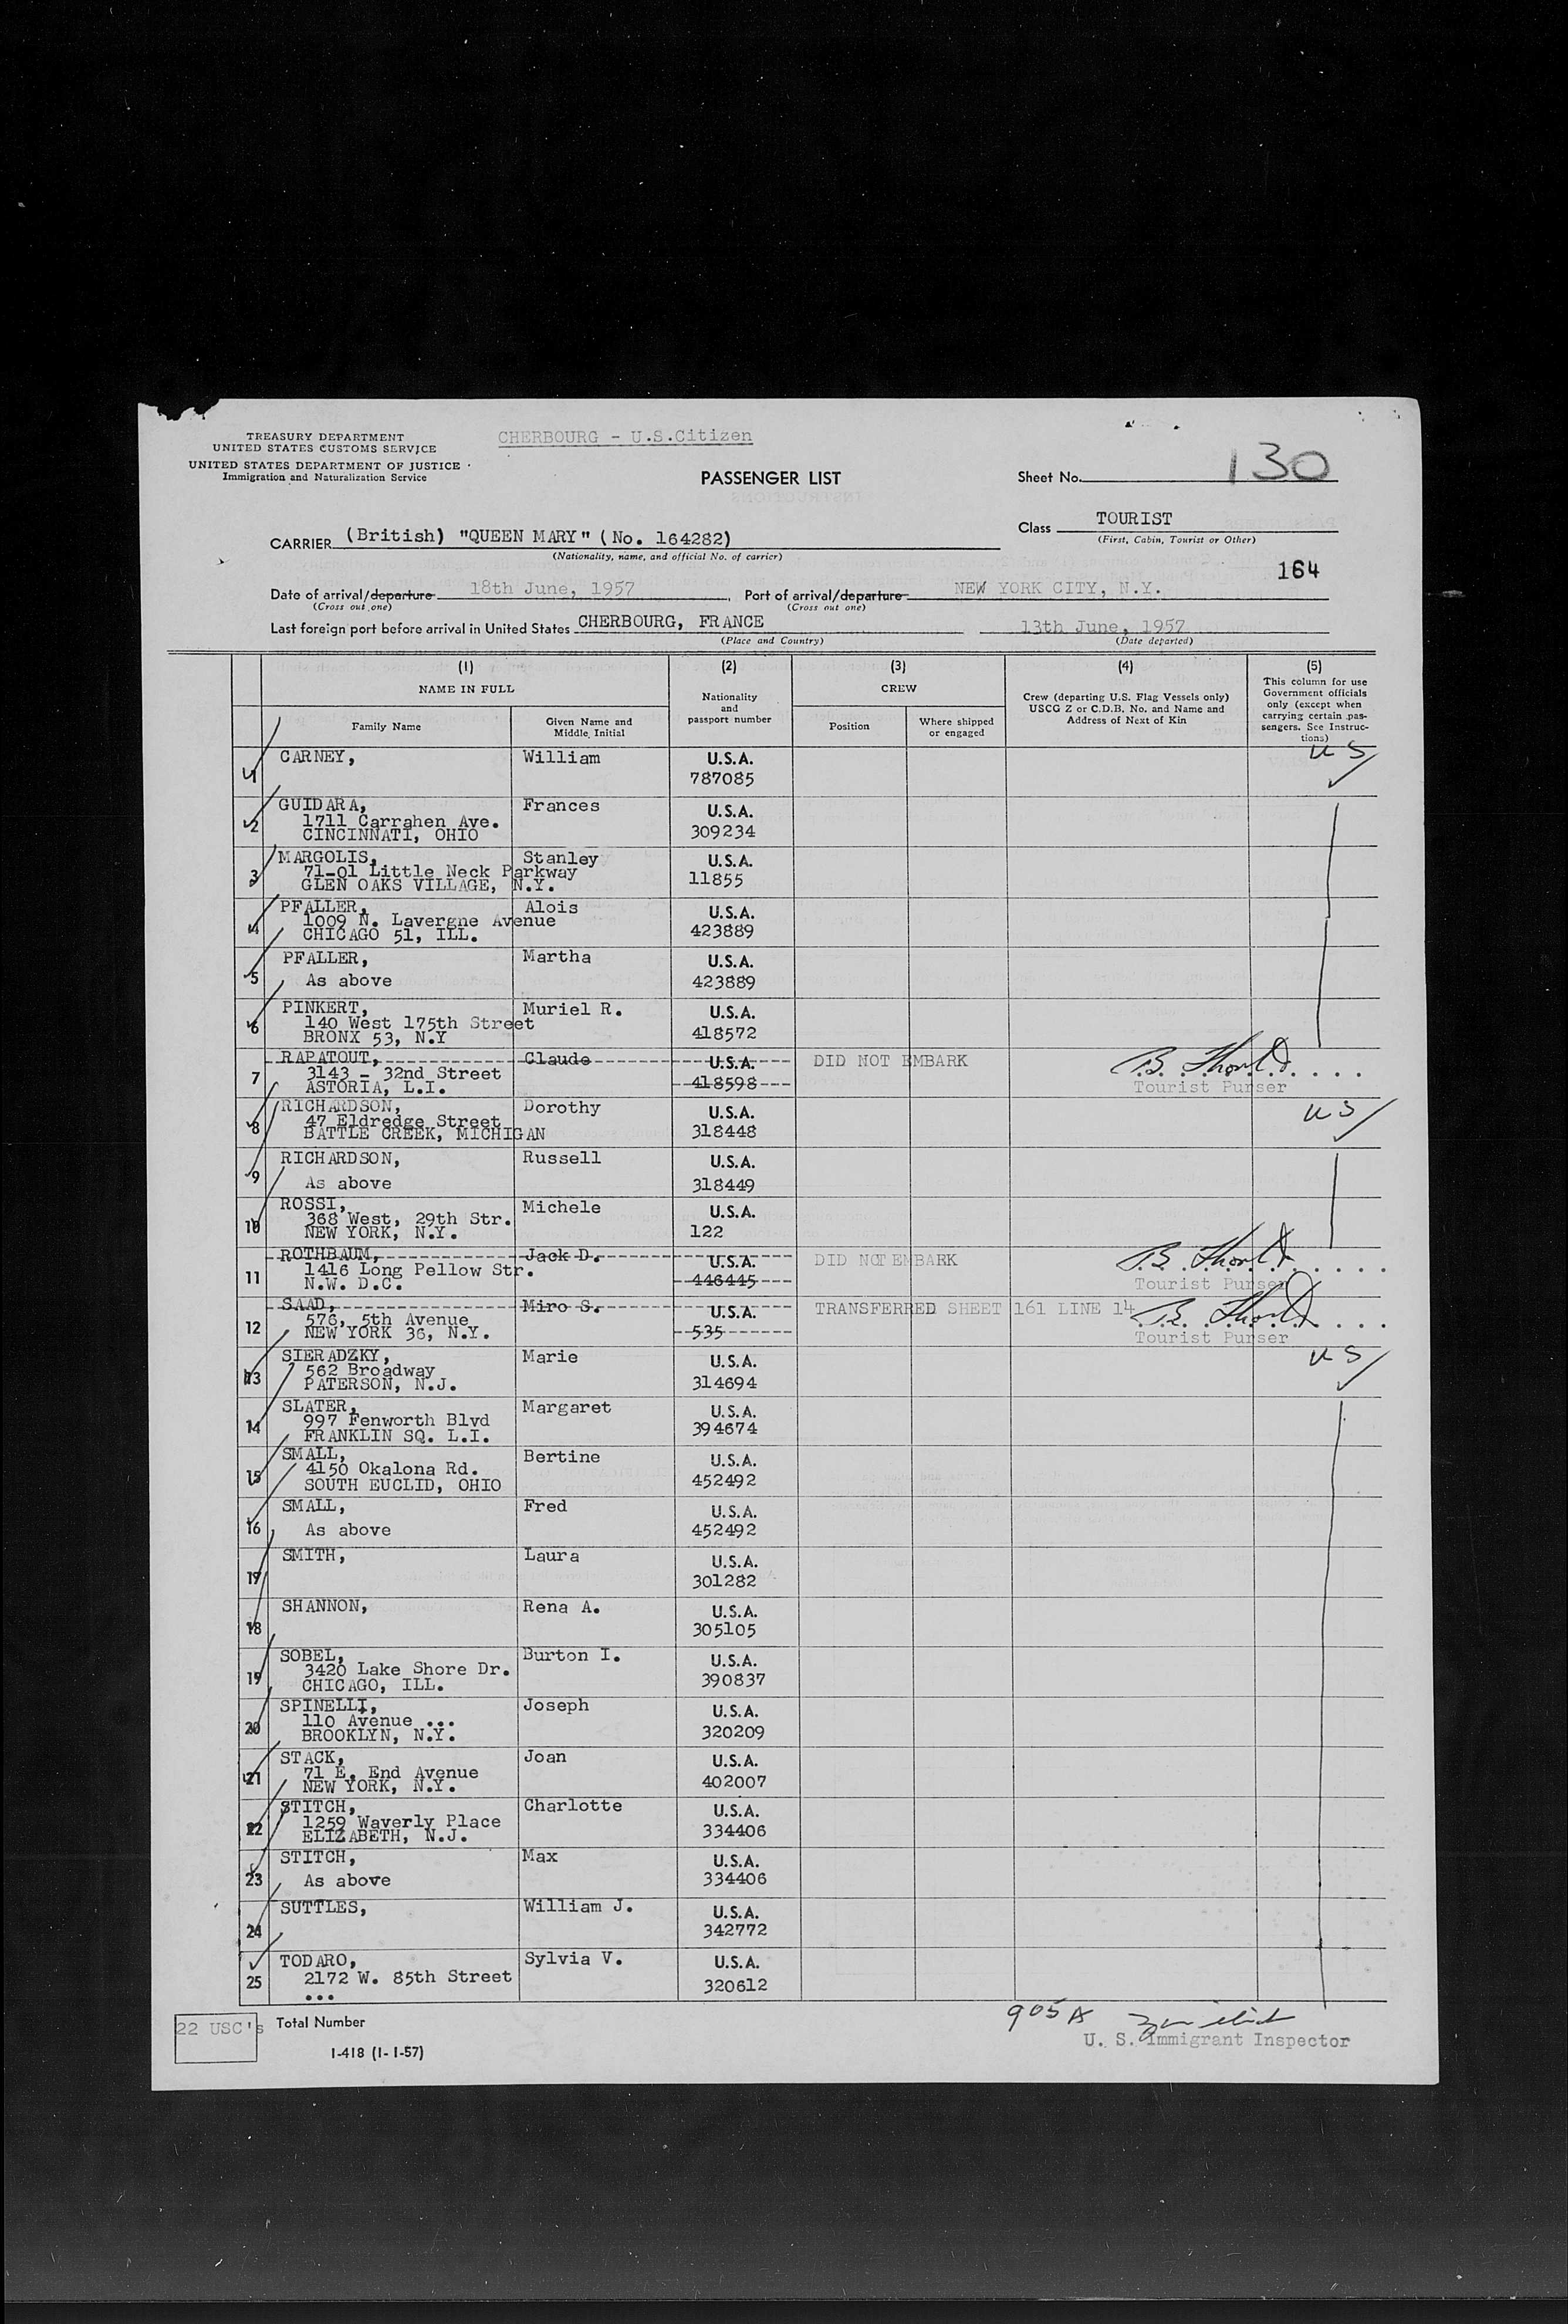 TREASURY DEPARTMENT
UNITED STATES CUSTOMS SERVICE
UNITED STATES DEPARTMENT OF JUSTICE
Immigration and Naturalization Service
CHERBOURG - U.S.Citizen
PASSENGER LIST
Sheet No. 130
CARRIER (British) "QUEEN MARY" (No. 164282)
(Nationality, name, and official No. of carrier)
Class TOURIST
(First, Cabin, Tourist or Other)
164
Date of arrival/departure 18th June, 1957 , Port of arrival/departure NEW YORK CITY, N.Y.
(Cross out one) (Cross out one)
Last foreign port before arrival in United States CHERBOURG, FRANCE 13th June, 1957
(Place and Country) (Date departed)
(1) (2) (3) (4) (5)
NAME IN FULL
Family Name
Given Name and Middle Initial
Nationality and passport number
CREW
Position
Where shipped or engaged
Crew (departing U.S. Flag Vessels only) USCG Z or C.D.B. No. and Name and Address of Next of Kin
This column for use Government officials only (except when carrying certain pas-sengers. See Instruc-tions)
1 CARNEY, William U.S.A. US
787085
2 GUIDARA, Frances U.S.A.
1711 Carrahen Ave.
CINCINNATI, OHIO 309234
3 MARGOLIS, Stanley U.S.A.
71-01 Little Neck Parkway
GLEN OAKS VILLAGE, N.Y. 11855
4 PFALLER, Alois U.S.A.
1009 N. Lavergne Avenue
CHICAGO 51, ILL. 423889
5 PFALLER, Martha U.S.A.
As above 423889
6 PINKERT, Muriel R. U.S.A.
140 West 175th Street
BRONX 53, N.Y 418572
7 RAPATOUT, Claude U.S.A. DID NOT EMBARK
3143 - 32nd Street
ASTORIA, L.I. 418598 Tourist Purser
8 RICHARDSON, Dorothy U.S.A. US
47 Eldredge Street
BATTLE CREEK, MICHIGAN 318448
9 RICHARDSON, Russell U.S.A.
As above 318449
10 ROSSI, Michele U.S.A.
368 West, 29th Str.
NEW YORK, N.Y. 122
11 ROTHBAUM, Jack D. U.S.A. DID NOT EMBARK
1416 Long Pellow Str.
N.W. D.C. 446445 Tourist Purser
12 SAAD, Miro S. U.S.A. TRANSFERRED SHEET 161 LINE 14
576, 5th Avenue
NEW YORK 36, N.Y. 535 Tourist Purser
13 SIERADZKY, Marie U.S.A. US
562 Broadway
PATERSON, N.J. 314694
14 SLATER, Margaret U.S.A.
997 Fenworth Blvd
FRANKLIN SQ. L.I. 394674
15 SMALL, Bertine U.S.A.
4150 Okalona Rd.
SOUTH EUCLID, OHIO 452492
16 SMALL, Fred U.S.A.
As above 452492
17 SMITH, Laura U.S.A.
301282
18 SHANNON, Rena A. U.S.A.
305105
19 SOBEL, Burton I. U.S.A.
3420 Lake Shore Dr.
CHICAGO, ILL. 390837
20 SPINELLI, Joseph U.S.A.
110 Avenue ...
BROOKLYN, N.Y. 320209
21 STACK, Joan U.S.A.
71 E. End Avenue
NEW YORK, N.Y. 402007
22 STITCH, Charlotte U.S.A.
1259 Waverly Place
ELIZABETH, N.J. 334406
23 STITCH, Max U.S.A.
As above 334406
24 SUTTLES, William J. U.S.A.
342772
25 TODARO, Sylvia V. U.S.A.
2172 W. 85th Street 320612
...
22 USC's Total Number
905A
U. S. Immigrant Inspector
I-418 (1-1-57)